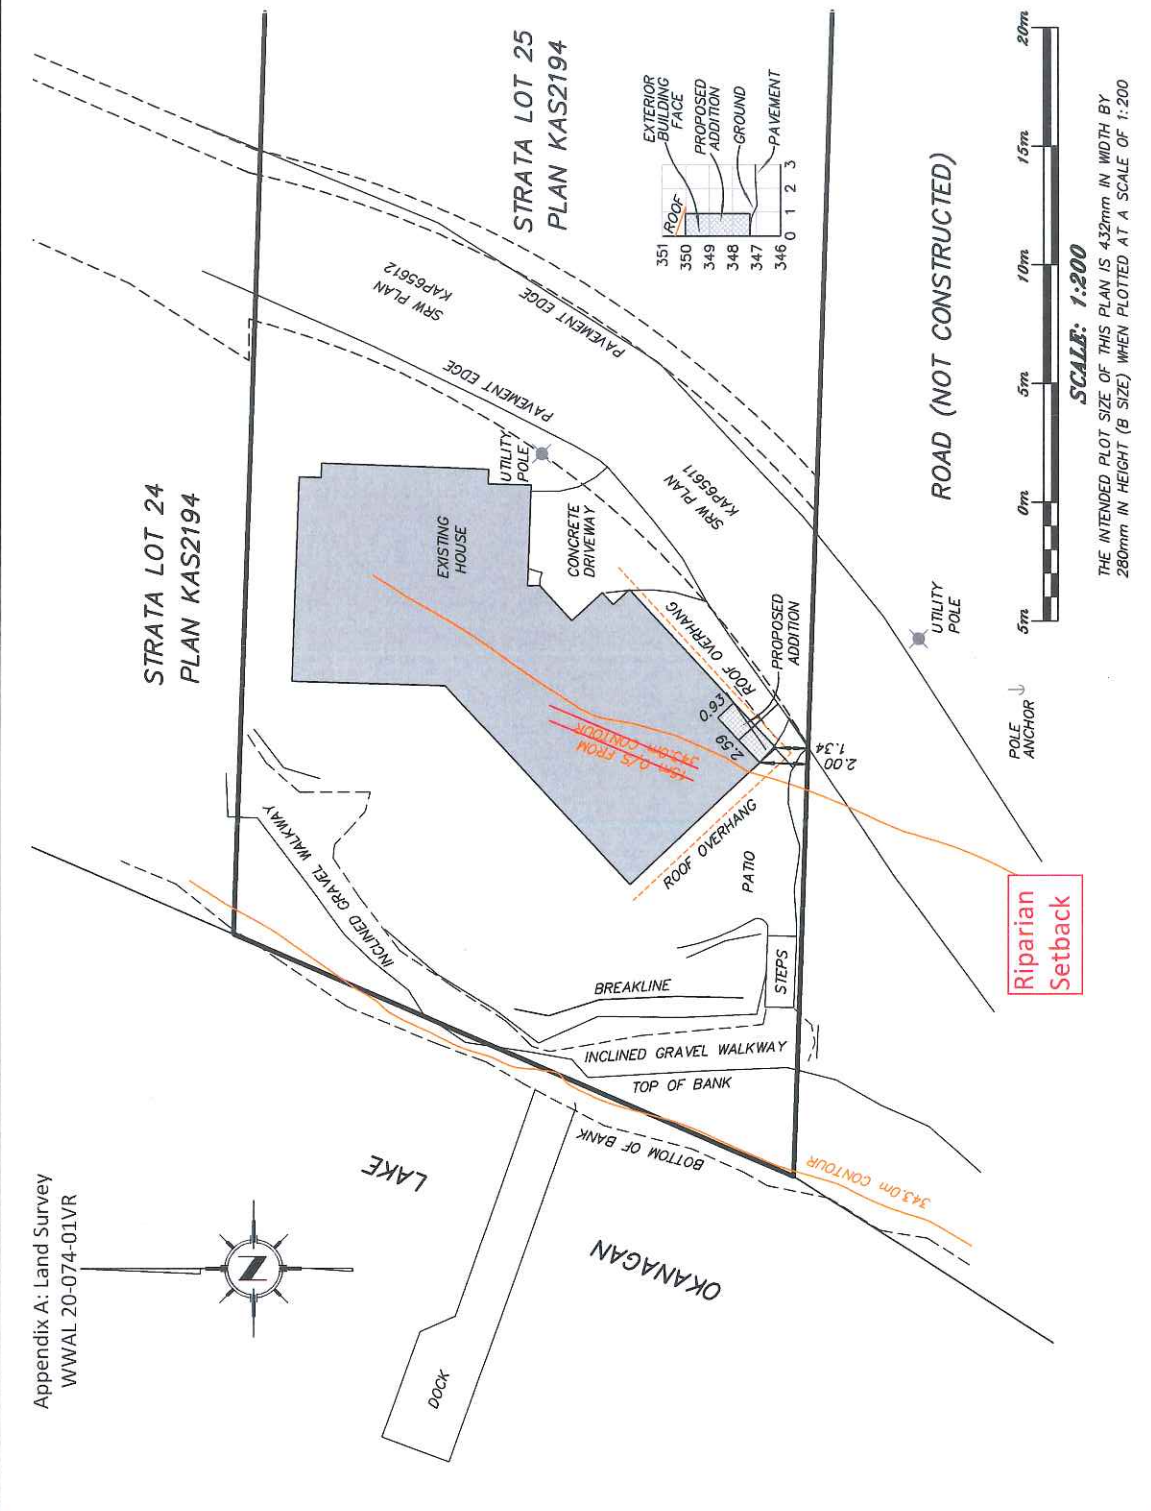 Appendix A: Land Survey
WWAL 20-074-01VR
N
STRATA LOT 24
PLAN KAS2194
STRATA LOT 25
PLAN KAS2194
SRW PLAN
KAP65612
PAVEMENT EDGE
PAVEMENT EDGE
UTILITY
POLE
EXISTING
HOUSE
CONCRETE
DRIVEWAY
SRW PLAN
KAP65611
ROOF OVERHANG
PROPOSED
ADDITION
0.93
2.59
15m O/S FROM
343.0m CONTOUR
1.34
2.00
ROOF OVERHANG
PATIO
INCLINED GRAVEL WALKWAY
BREAKLINE
STEPS
INCLINED GRAVEL WALKWAY
TOP OF BANK
BOTTOM OF BANK
343.0m CONTOUR
LAKE
OKANAGAN
DOCK
EXTERIOR
BUILDING
FACE
PROPOSED
ADDITION
GROUND
PAVEMENT
ROOF
351
350
349
348
347
346
0 1 2 3
ROAD (NOT CONSTRUCTED)
UTILITY
POLE
POLE
ANCHOR
Riparian
Setback
5m 0m 5m 10m 15m 20m
SCALE: 1:200
THE INTENDED PLOT SIZE OF THIS PLAN IS 432mm IN WIDTH BY
280mm IN HEIGHT (B SIZE) WHEN PLOTTED AT A SCALE OF 1:200